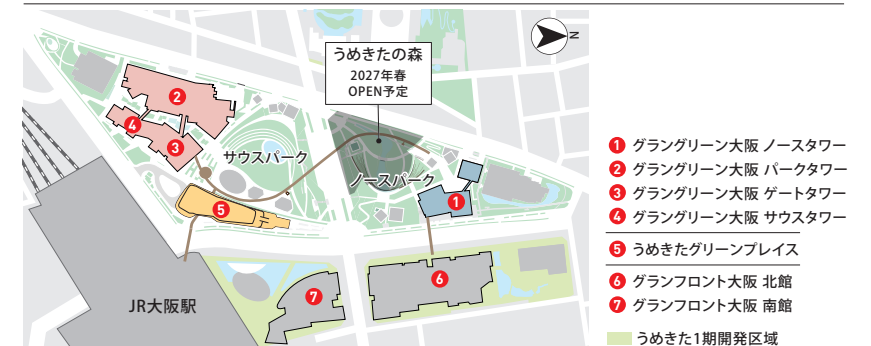 うめきたの森
2027年春
OPEN予定
N
2
4
3
サウスパーク
ノースパーク
1
5
6
7
JR大阪駅
1 グラングリーン大阪 ノースタワー
2 グラングリーン大阪 パークタワー
3 グラングリーン大阪 ゲートタワー
4 グラングリーン大阪 サウスタワー
5 うめきたグリーンプレイス
6 グランフロント大阪 北館
7 グランフロント大阪 南館
うめきた1期開発区域